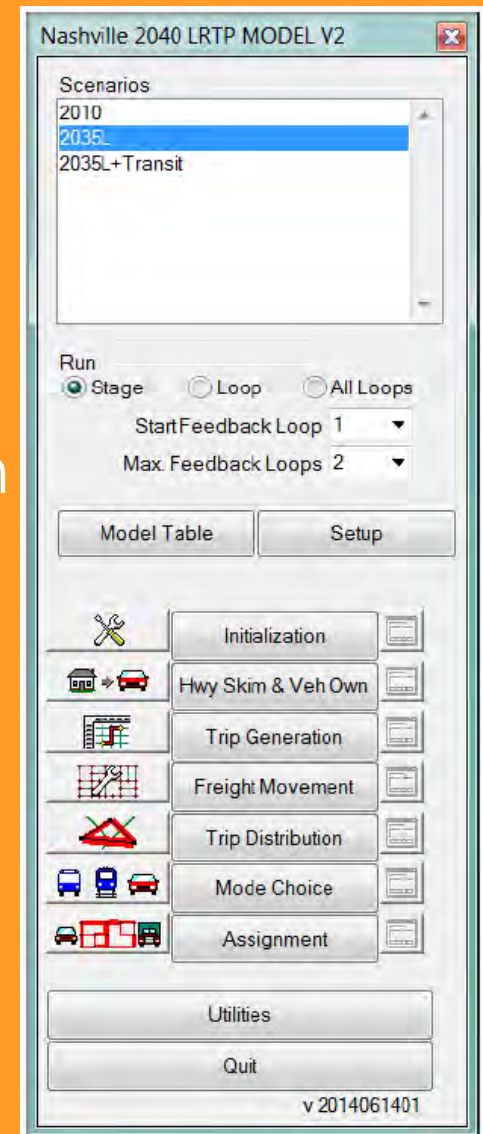 Nashville 2040 LRTP MODEL V2
Scenarios
2010
2035L
2035L+Transit
Run
Stage Loop All Loops
Start Feedback Loop 1
Max. Feedback Loops 2
Model Table Setup
Initialization
Hwy Skim & Veh Own
Trip Generation
Freight Movement
Trip Distribution
Mode Choice
Assignment
Utilities
Quit
v 2014061401